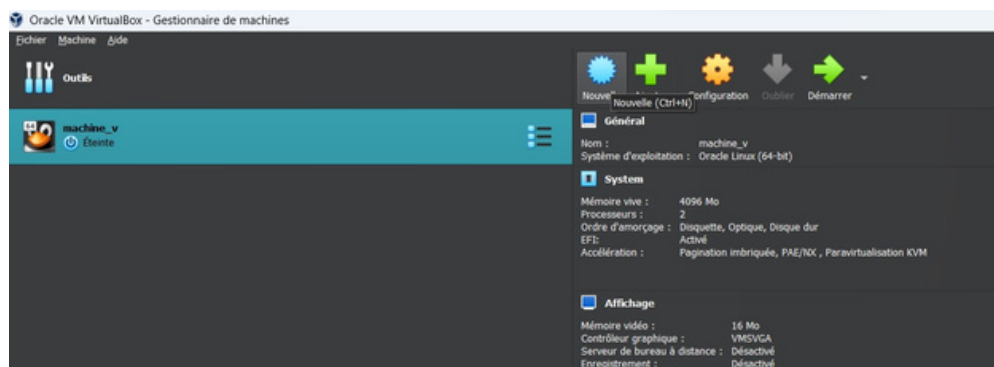 Oracle VM VirtualBox - Gestionnaire de machines
Fichier Machine Aide
Outils
machine_v
64
Éteinte
Nouvelle Configuration Oublier Démarrer
Nouvelle (Ctrl+N)
Général
Nom : machine_v
Système d'exploitation : Oracle Linux (64-bit)
System
Mémoire vive : 4096 Mo
Processeurs : 2
Ordre d'amorçage : Disquette, Optique, Disque dur
EFI: Activé
Accélération : Pagination imbriquée, PAE/NX , Paravirtualisation KVM
Affichage
Mémoire vidéo : 16 Mo
Contrôleur graphique : VMSVGA
Serveur de bureau à distance : Désactivé
Enregistrement : Désactivé